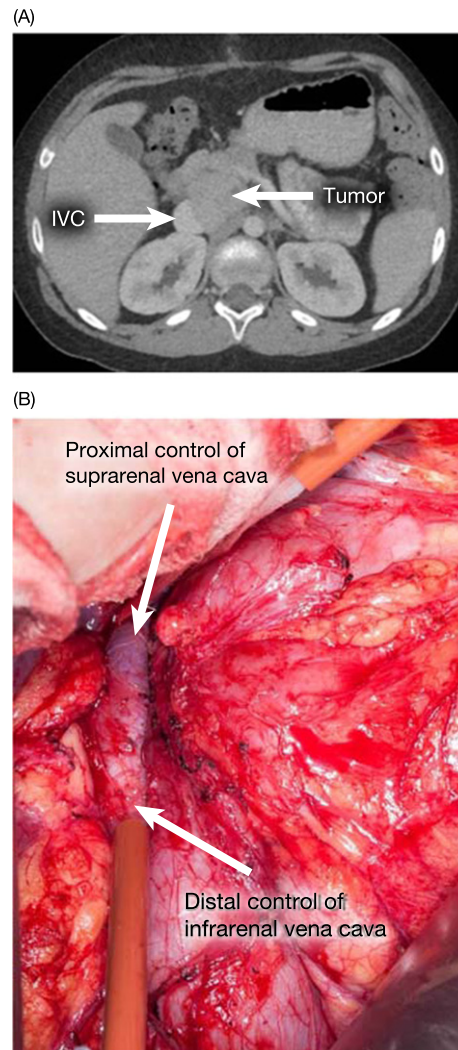 (A)
IVC
Tumor
(B)
Proximal control of
suprarenal vena cava
Distal control of
infrarenal vena cava